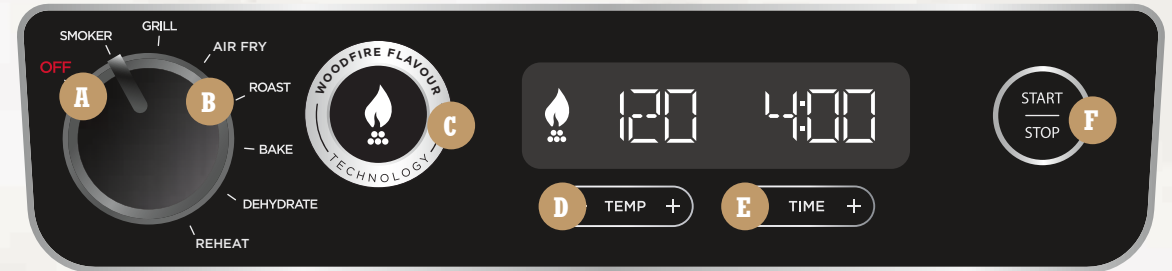 GRILL
SMOKER
AIR FRY
OFF
ROAST
A
B
BAKE
DEHYDRATE
REHEAT
WOODFIRE FLAVOUR
TECHNOLOGY
C
120 4:00
D TEMP +
E TIME +
START
STOP
F